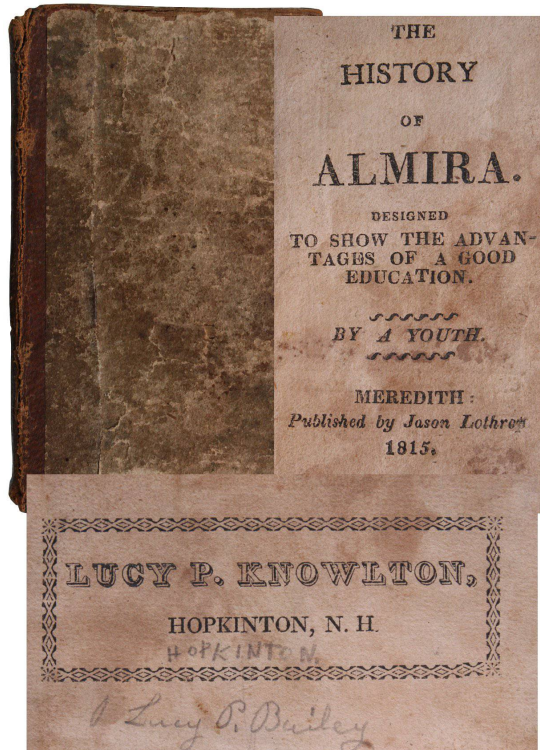 THE
HISTORY
OF
ALMIRA.
DESIGNED
TO SHOW THE ADVAN-
TAGES OF A GOOD
EDUCATION.
BY A YOUTH.
MEREDITH:
Published by Jason Lothrop
1815.
LUCY P. KNOWLTON,
HOPKINTON, N. H.
HOPKINTON.
Lucy P. Bailey